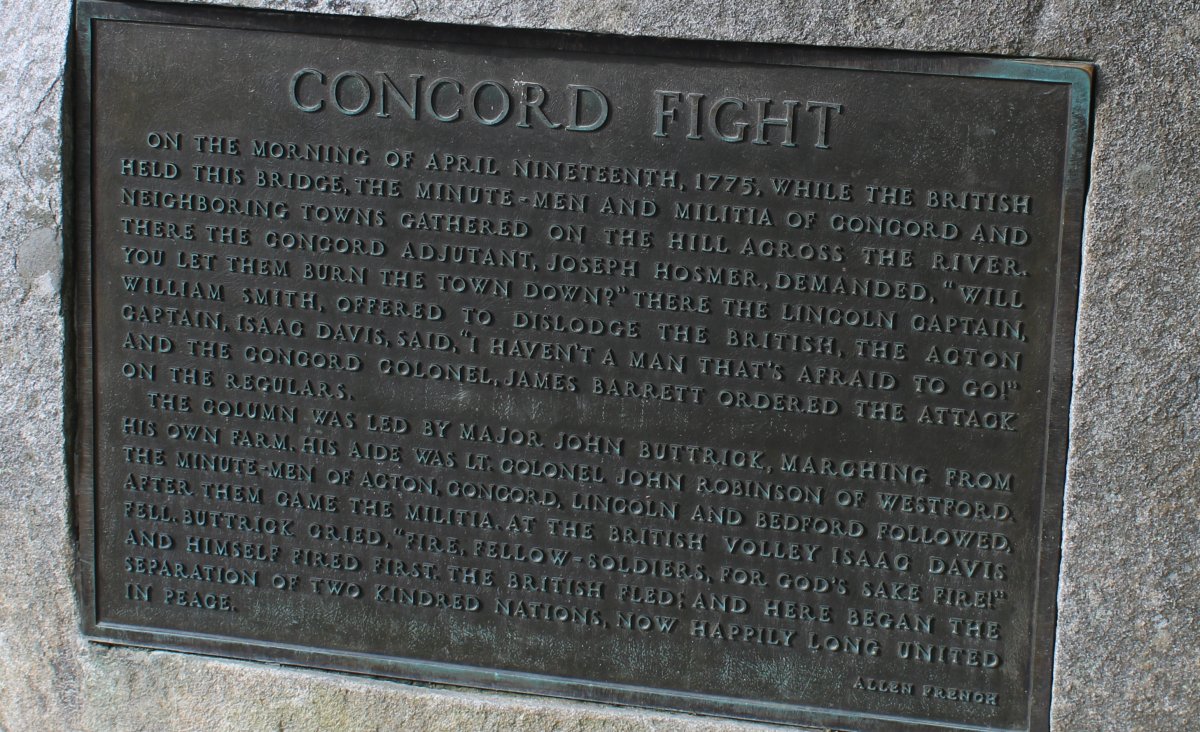 CONCORD FIGHT
ON THE MORNING OF APRIL NINETEENTH, 1775, WHILE THE BRITISH
HELD THIS BRIDGE, THE MINUTE-MEN AND MILITIA OF CONCORD AND
NEIGHBORING TOWNS GATHERED ON THE HILL ACROSS THE RIVER.
THERE THE CONCORD ADJUTANT, JOSEPH HOSMER, DEMANDED, "WILL
YOU LET THEM BURN THE TOWN DOWN?" THERE THE LINCOLN CAPTAIN,
WILLIAM SMITH, OFFERED TO DISLODGE THE BRITISH, THE ACTON
CAPTAIN, ISAAC DAVIS, SAID, "I HAVEN'T A MAN THAT'S AFRAID TO GO!"
AND THE CONCORD COLONEL, JAMES BARRETT ORDERED THE ATTACK
ON THE REGULARS.
THE COLUMN WAS LED BY MAJOR JOHN BUTTRICK, MARCHING FROM
HIS OWN FARM. HIS AIDE WAS LT. COLONEL JOHN ROBINSON OF WESTFORD.
THE MINUTE-MEN OF ACTON, CONCORD, LINCOLN AND BEDFORD FOLLOWED.
AFTER THEM CAME THE MILITIA. AT THE BRITISH VOLLEY ISAAC DAVIS
FELL. BUTTRICK CRIED, "FIRE, FELLOW-SOLDIERS, FOR GOD'S SAKE FIRE!"
AND HIMSELF FIRED FIRST. THE BRITISH FLED; AND HERE BEGAN THE
SEPARATION OF TWO KINDRED NATIONS, NOW HAPPILY LONG UNITED
IN PEACE.
ALLEN FRENCH